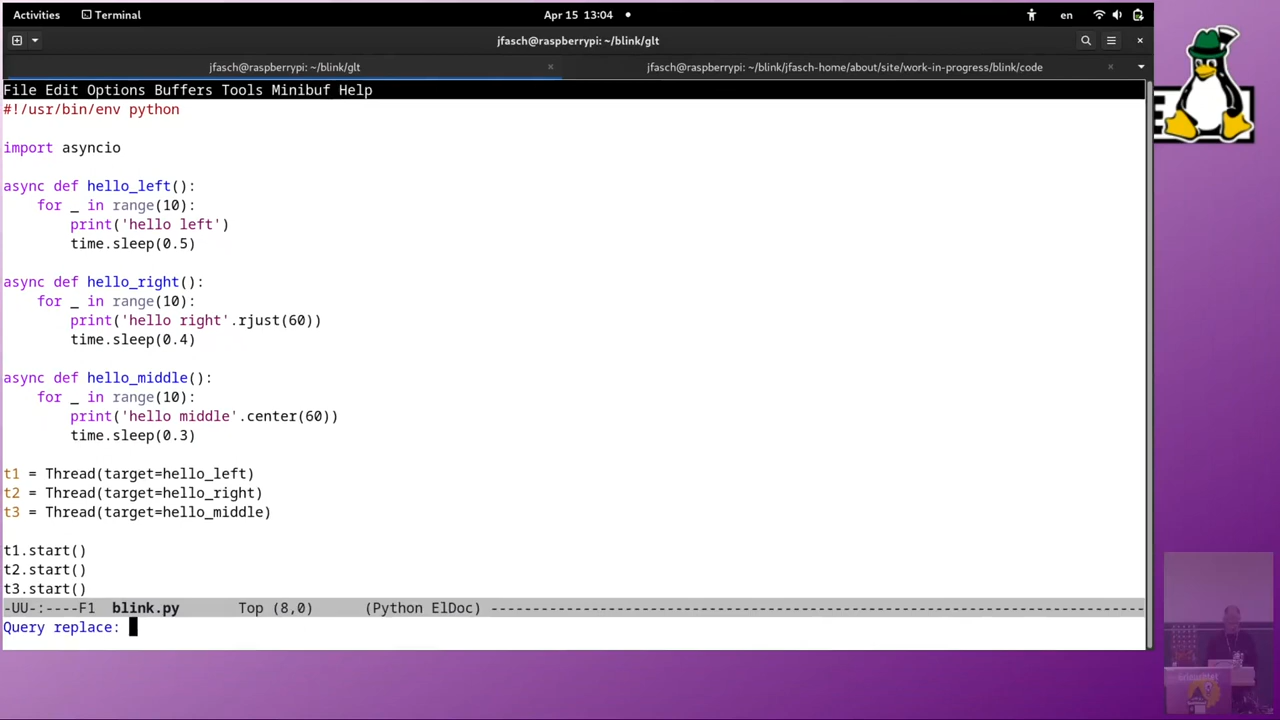 Activities
Terminal
Apr 15 13:04
en
jfasch@raspberrypi: ~/blink/glt
jfasch@raspberrypi: ~/blink/glt
jfasch@raspberrypi: ~/blink/jfasch-home/about/site/work-in-progress/blink/code
File Edit Options Buffers Tools Minibuf Help
#!/usr/bin/env python
import asyncio
async def hello_left():
    for _ in range(10):
        print('hello left')
        time.sleep(0.5)
async def hello_right():
    for _ in range(10):
        print('hello right'.rjust(60))
        time.sleep(0.4)
async def hello_middle():
    for _ in range(10):
        print('hello middle'.center(60))
        time.sleep(0.3)
t1 = Thread(target=hello_left)
t2 = Thread(target=hello_right)
t3 = Thread(target=hello_middle)
t1.start()
t2.start()
t3.start()
-UU-:----F1  blink.py       Top (8,0)      (Python ElDoc) ------------------------------------------------------------------------------
Query replace: